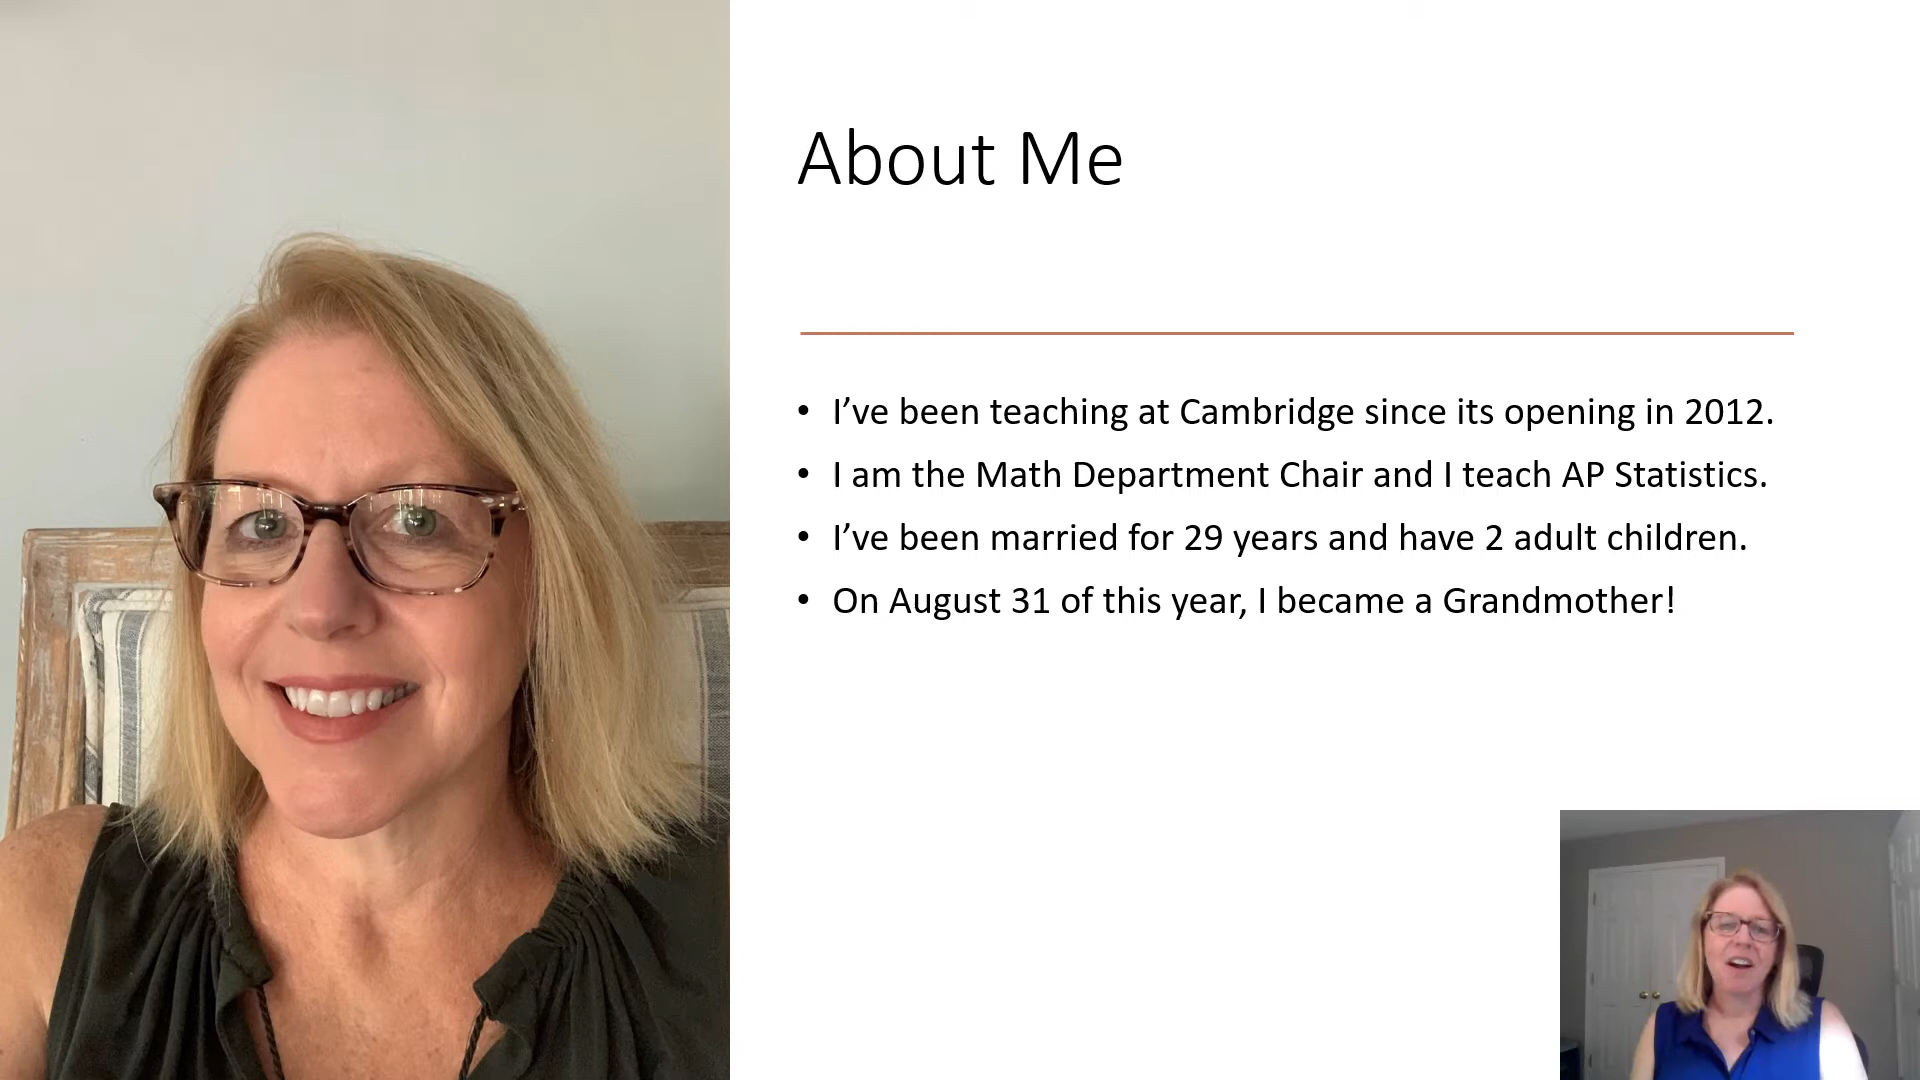 About Me
• I’ve been teaching at Cambridge since its opening in 2012.
• I am the Math Department Chair and I teach AP Statistics.
• I’ve been married for 29 years and have 2 adult children.
• On August 31 of this year, I became a Grandmother!